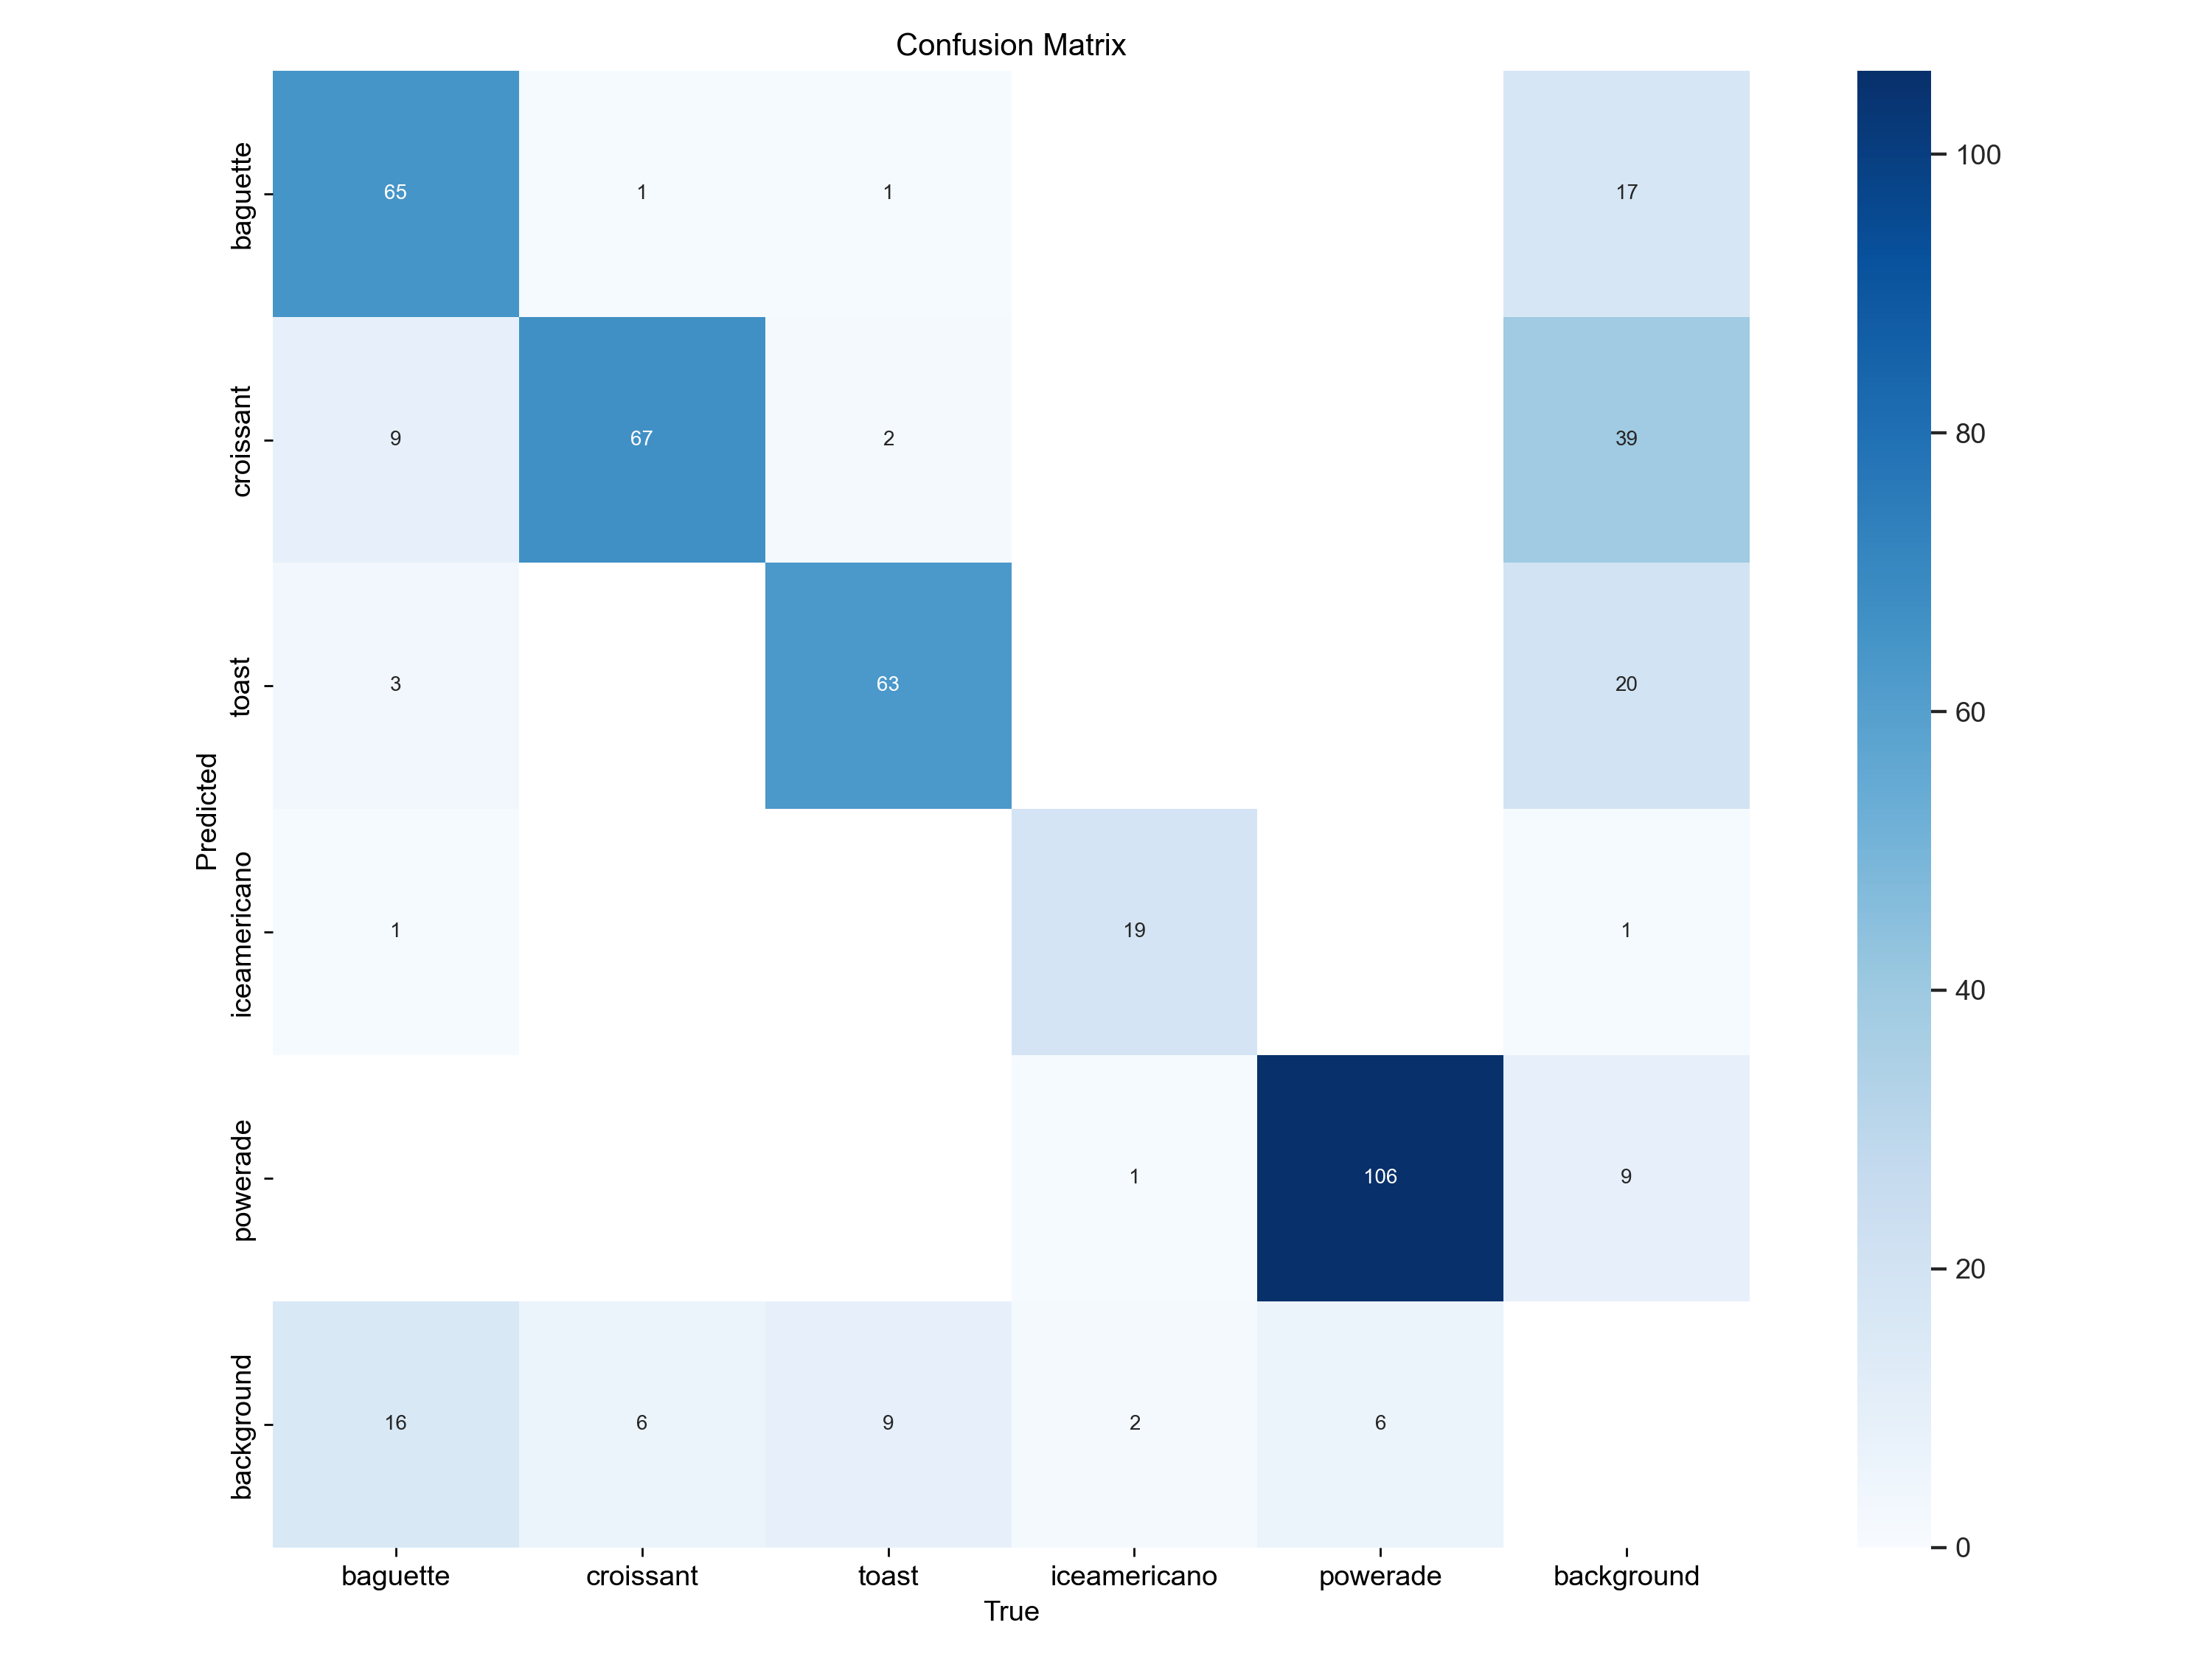 Confusion Matrix
baguette
65
1
1
17
croissant
9
67
2
39
toast
3
63
20
iceamericano
1
19
1
powerade
1
106
9
background
16
6
9
2
6
Predicted
baguette
croissant
toast
iceamericano
powerade
background
True
100
80
60
40
20
0